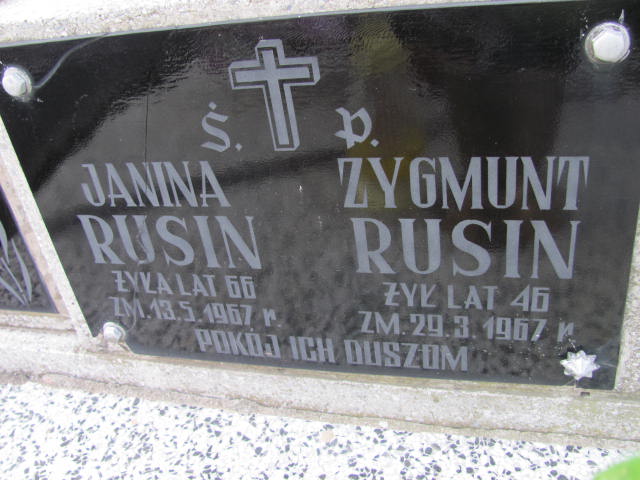 Ś. P.
JANINA ZYGMUNT
RUSIN RUSIN
ŻYŁA LAT 66 ŻYŁ LAT 46
ZM. 13.5.1967 r. ZM. 29.3.1967 r
POKÓJ ICH DUSZOM